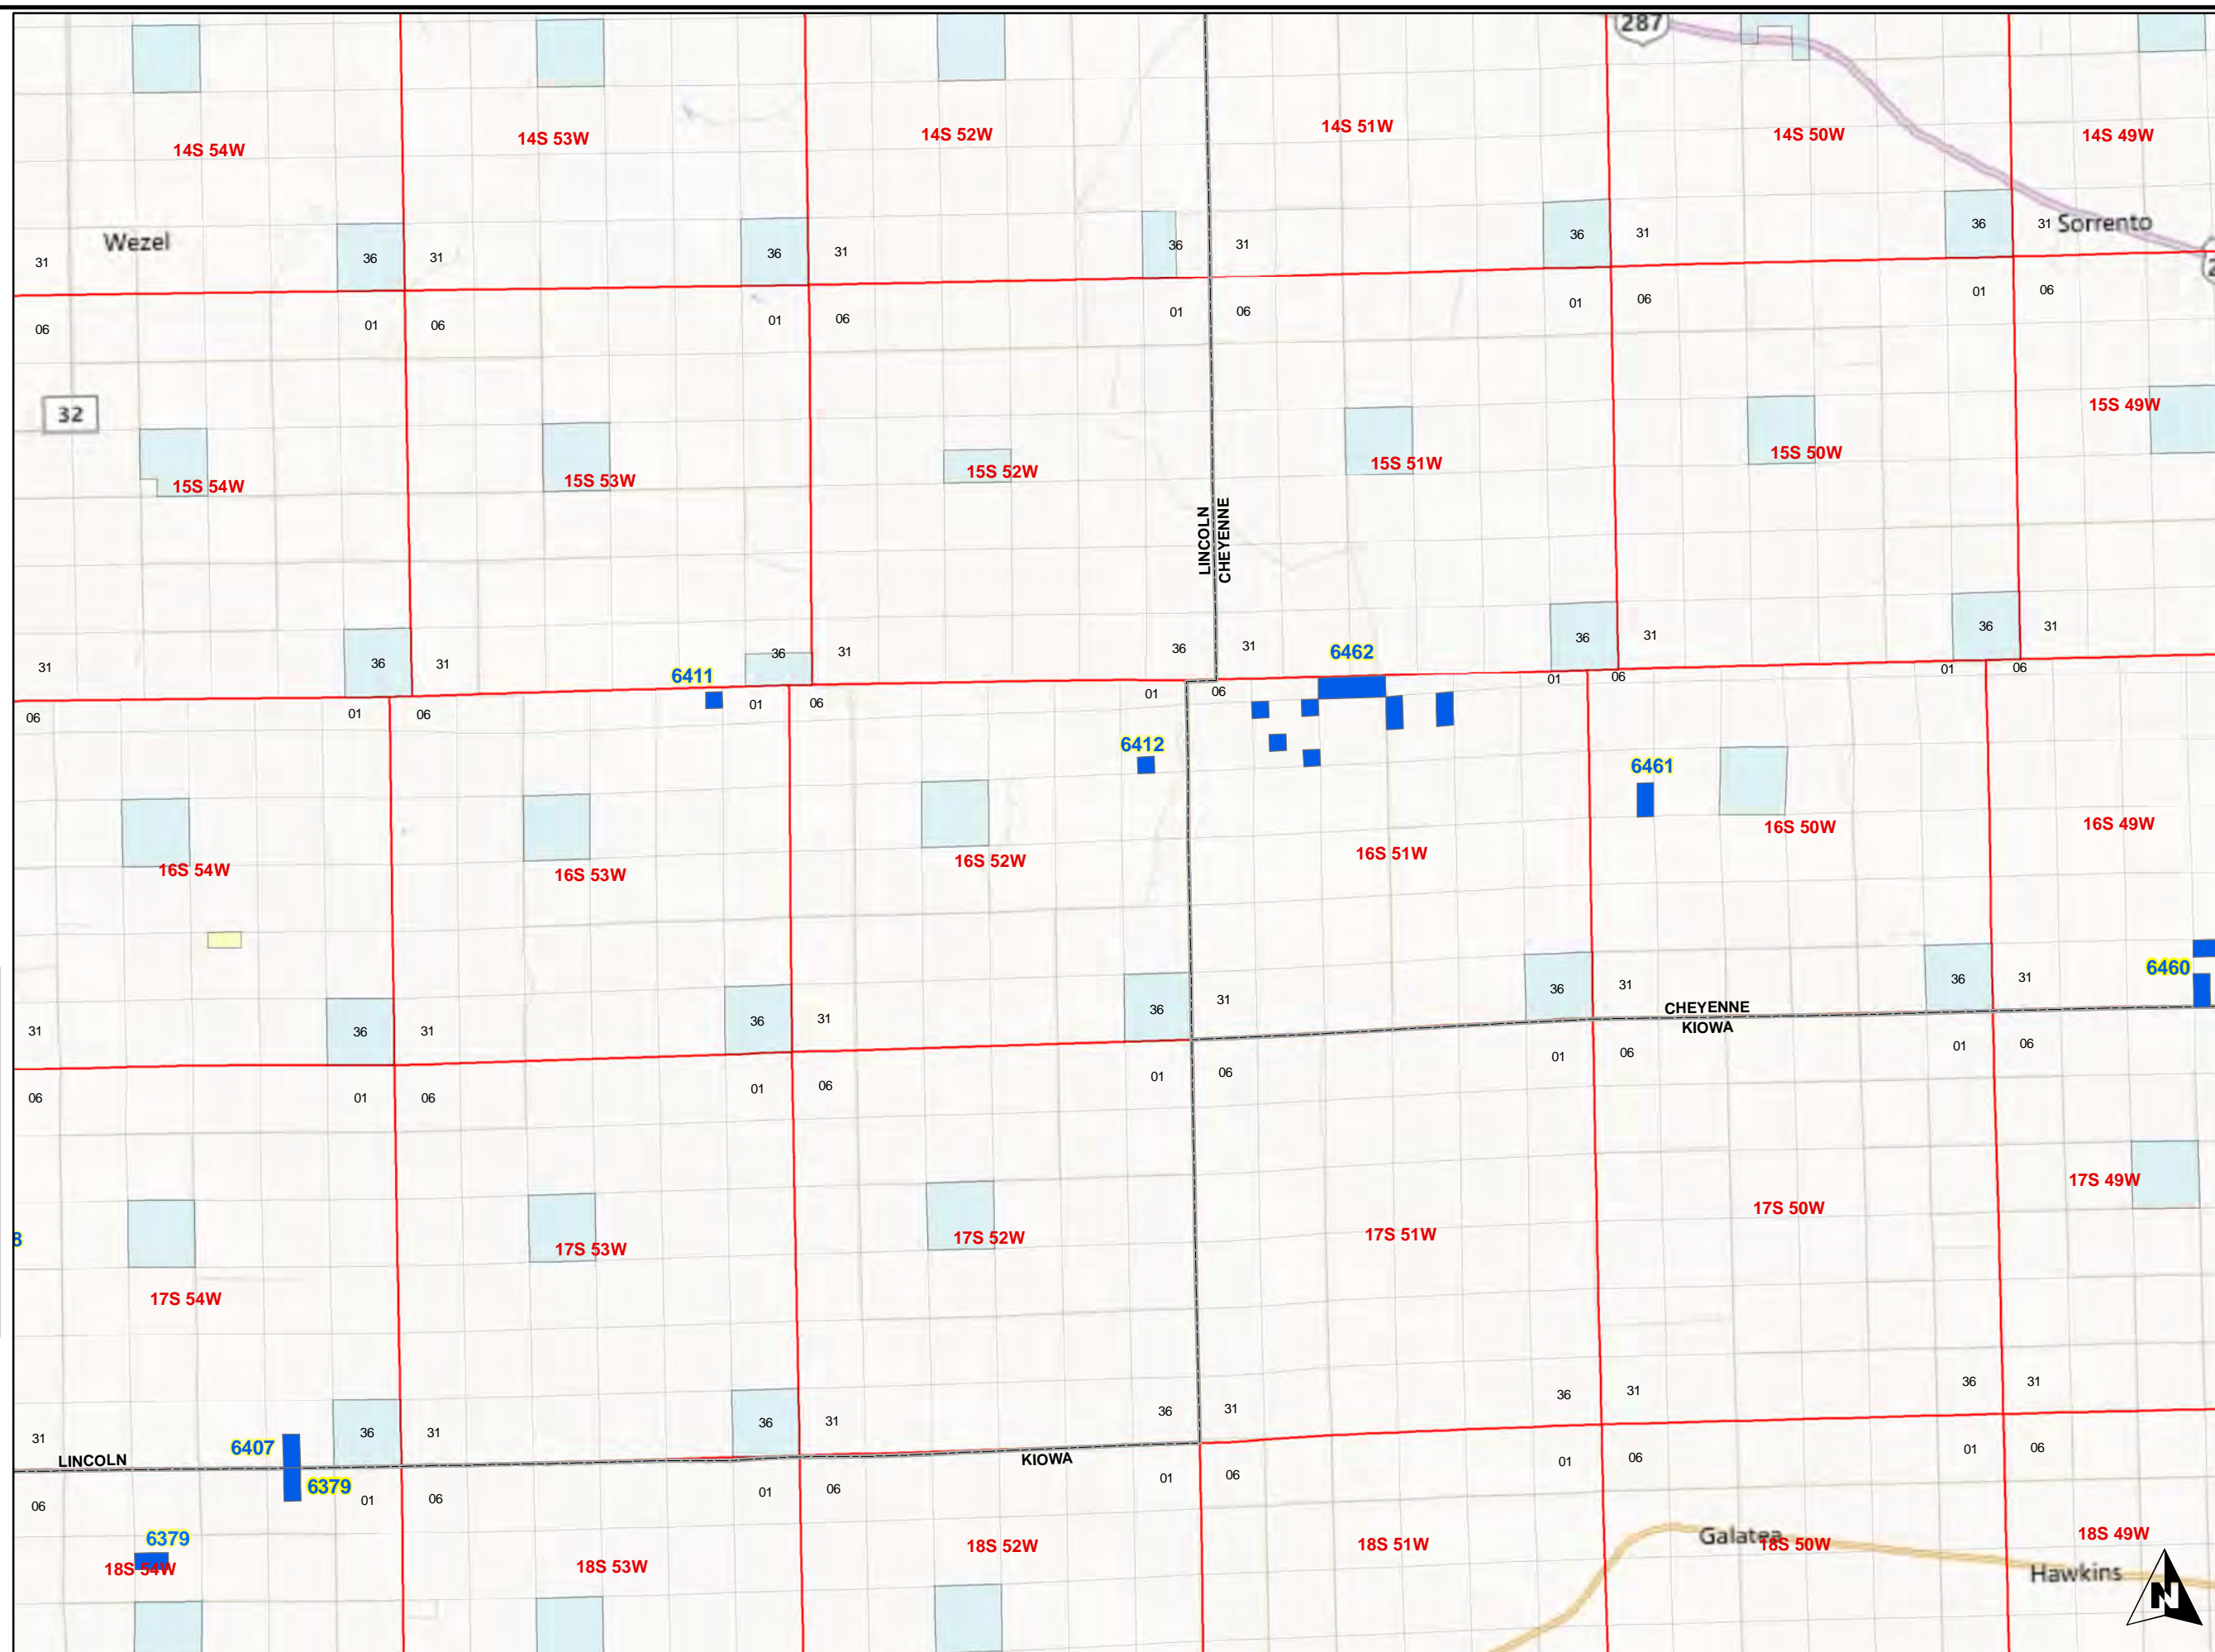 287
14S 54W
14S 53W
14S 52W
14S 51W
14S 50W
14S 49W
Wezel
Sorrento
31
36
31
36
31
36
31
36
31
36
31
2
06
01
06
01
06
01
06
01
06
01
06
32
15S 54W
15S 53W
15S 52W
15S 51W
15S 50W
15S 49W
LINCOLN
CHEYENNE
31
36
31
36
31
36
31
36
31
36
31
6411
6462
06
01
06
01
06
01
06
01
06
01
06
6412
6461
16S 54W
16S 53W
16S 52W
16S 51W
16S 50W
16S 49W
6460
31
36
31
36
31
36
31
36
31
36
31
CHEYENNE
KIOWA
06
01
06
01
06
01
06
01
06
01
06
8
17S 54W
17S 53W
17S 52W
17S 51W
17S 50W
17S 49W
31
36
31
36
31
36
31
36
31
36
31
6407
LINCOLN
KIOWA
6379
06
01
06
01
06
01
06
01
06
01
06
6379
18S 54W
18S 53W
18S 52W
18S 51W
Galatea
18S 50W
18S 49W
Hawkins
N